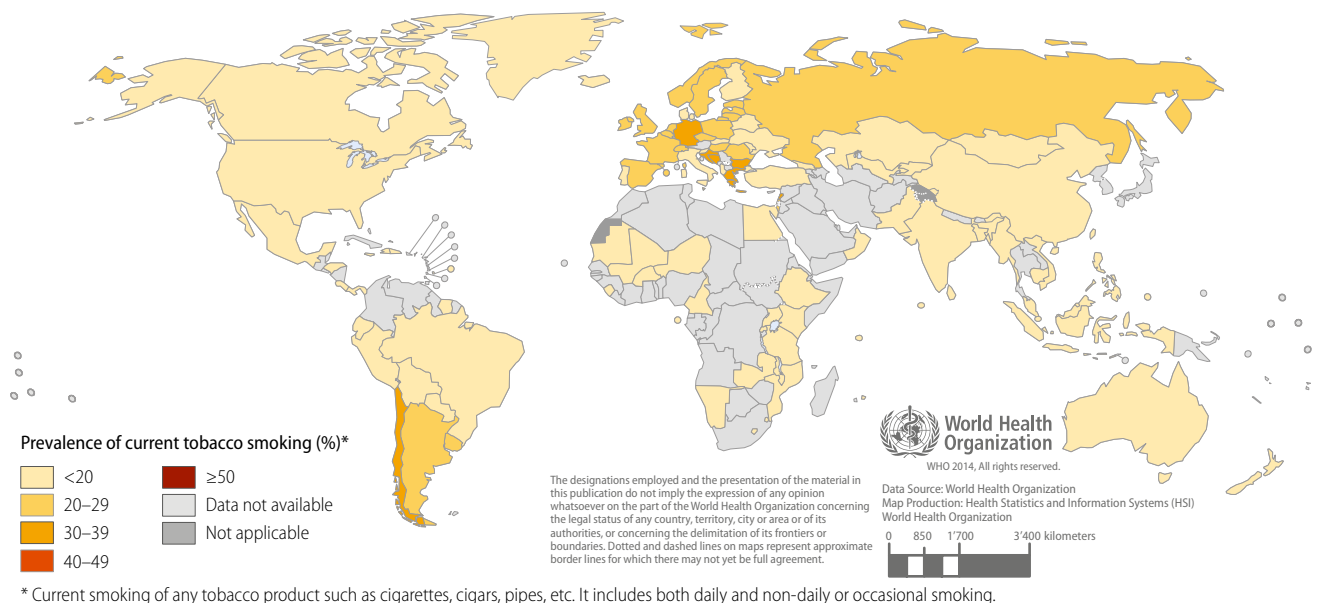 Prevalence of current tobacco smoking (%)*
<20
20–29
30–39
40–49
≥50
Data not available
Not applicable
The designations employed and the presentation of the material in
this publication do not imply the expression of any opinion
whatsoever on the part of the World Health Organization concerning
the legal status of any country, territory, city or area or of its
authorities, or concerning the delimitation of its frontiers or
boundaries. Dotted and dashed lines on maps represent approximate
border lines for which there may not yet be full agreement.
World Health
Organization
WHO 2014, All rights reserved.
Data Source: World Health Organization
Map Production: Health Statistics and Information Systems (HSI)
World Health Organization
0 850 1'700 3'400 kilometers
* Current smoking of any tobacco product such as cigarettes, cigars, pipes, etc. It includes both daily and non-daily or occasional smoking.